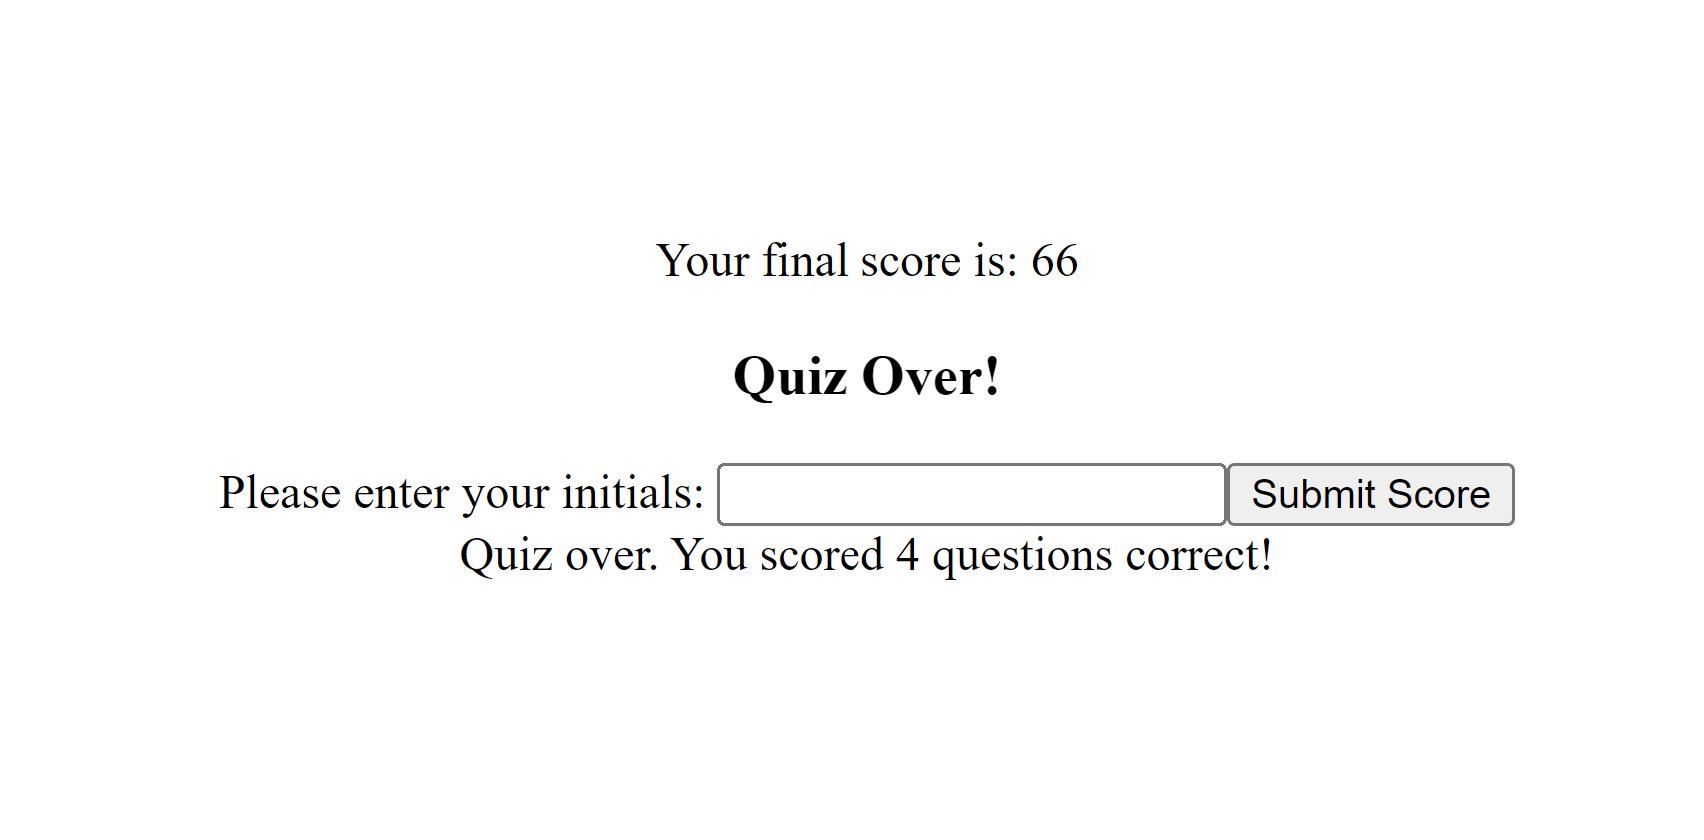 Your final score is: 66
Quiz Over!
Please enter your initials: Submit Score
Quiz over. You scored 4 questions correct!